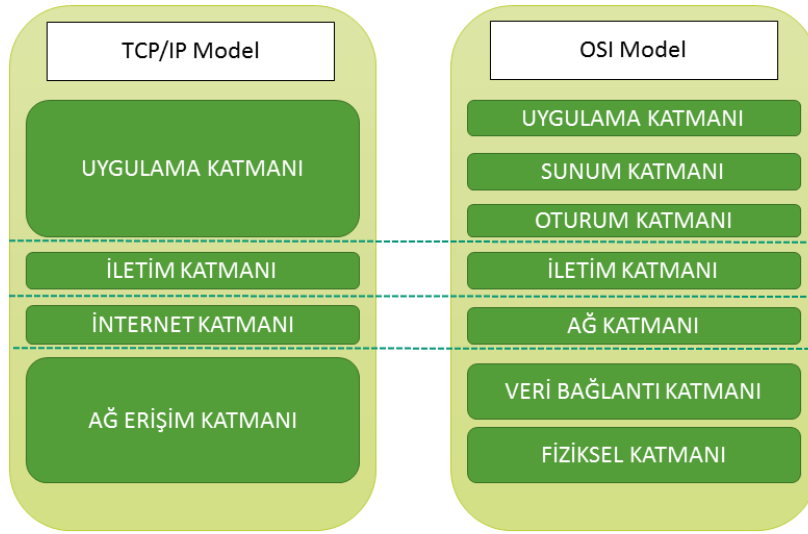 TCP/IP Model
UYGULAMA KATMANI
İLETİM KATMANI
İNTERNET KATMANI
AĞ ERİŞİM KATMANI
OSI Model
UYGULAMA KATMANI
SUNUM KATMANI
OTURUM KATMANI
İLETİM KATMANI
AĞ KATMANI
VERİ BAĞLANTI KATMANI
FİZİKSEL KATMANI